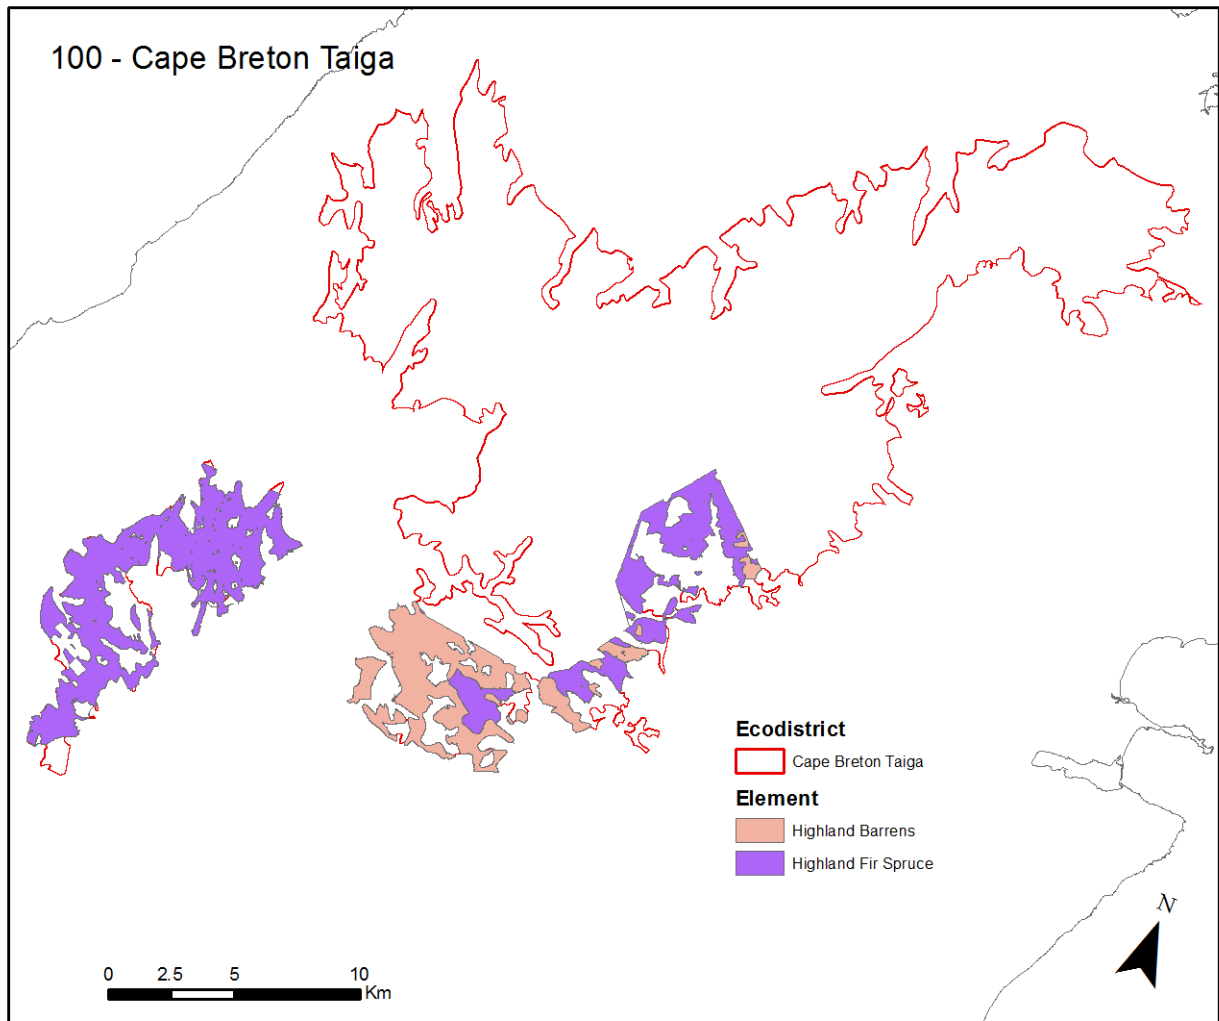 100 - Cape Breton Taiga
Ecodistrict
Cape Breton Taiga
Element
Highland Barrens
Highland Fir Spruce
N
0 2.5 5 10
Km